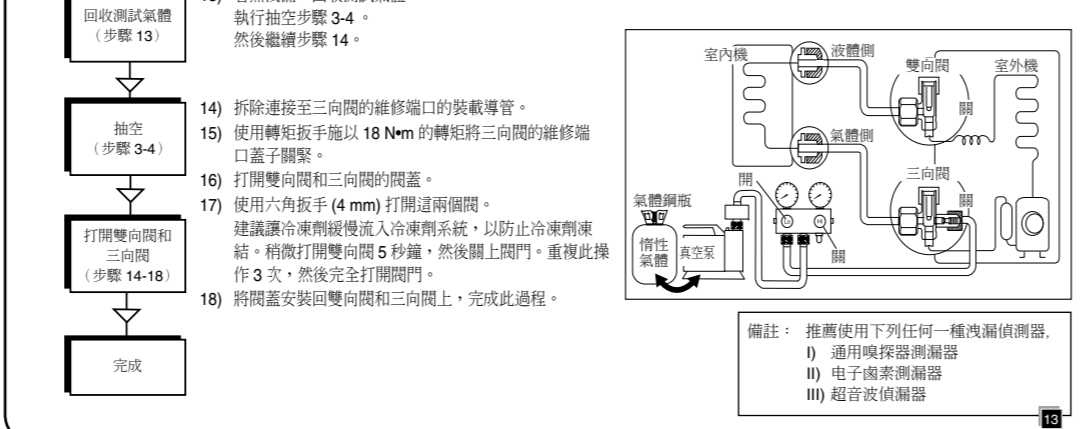 回收測試氣體
(步驟 13)
執行抽空步驟 3-4 。
然後繼續步驟 14。
抽空
(步驟 3-4)
14) 拆除連接至三向閥的維修端口的裝載導管。
15) 使用轉矩扳手施以 18 N•m 的轉矩將三向閥的維修端
口蓋子關緊。
16) 打開雙向閥和三向閥的閥蓋。
17) 使用六角扳手 (4 mm) 打開這兩個閥。
建議讓冷凍劑緩慢流入冷凍劑系統,以防止冷凍劑凍
結。稍微打開雙向閥 5 秒鐘,然後關上閥門。重複此操
作 3 次,然後完全打開閥門。
18) 將閥蓋安裝回雙向閥和三向閥上,完成此過程。
打開雙向閥和
三向閥
(步驟 14-18)
完成
室內機
液體側
雙向閥
室外機
關
氣體側
三向閥
關
開
氣體鋼瓶
Lo
Hi
惰性
氣體
真空泵
關
備註: 推薦使用下列任何一種洩漏偵測器,
I) 通用嗅探器測漏器
II) 电子鹵素測漏器
III) 超音波偵漏器
13